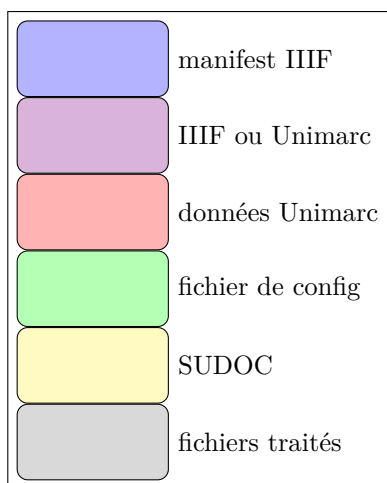 manifest IIIF
IIIF ou Unimarc
données Unimarc
fichier de config
SUDOC
fichiers traités